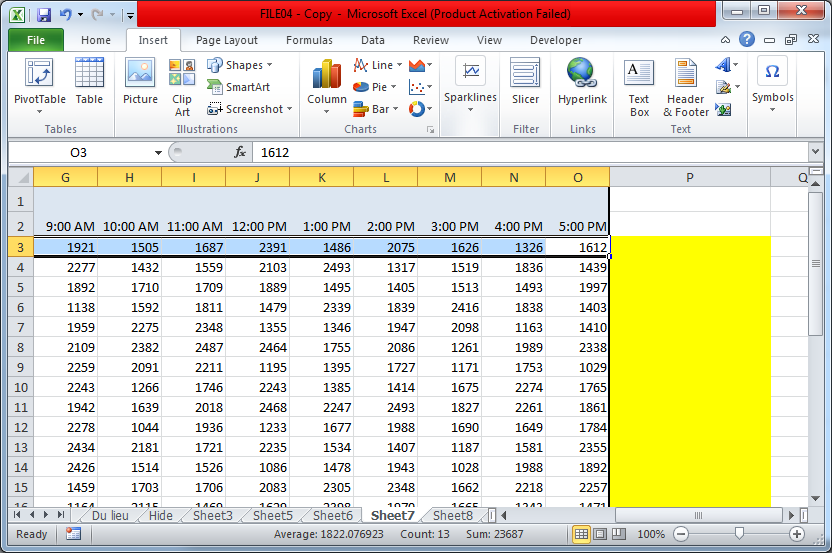 FILE04 - Copy - Microsoft Excel (Product Activation Failed)
File Home Insert Page Layout Formulas Data Review View Developer
PivotTable Table Picture Clip Art Shapes SmartArt Screenshot Column Line Pie Bar Sparklines Slicer Hyperlink Text Box Header & Footer Symbols
Tables Illustrations Charts Filter Links Text
O3 fx 1612
G H I J K L M N O P Q
1
2 9:00 AM 10:00 AM 11:00 AM 12:00 PM 1:00 PM 2:00 PM 3:00 PM 4:00 PM 5:00 PM
3 1921 1505 1687 2391 1486 2075 1626 1326 1612
4 2277 1432 1559 2103 2493 1317 1519 1836 1439
5 1892 1710 1709 1889 1495 1405 1513 1493 1997
6 1138 1592 1811 1479 2339 1839 2416 1838 1403
7 1959 2275 2348 1355 1346 1947 2098 1163 1410
8 2109 2382 2487 2464 1755 2086 1261 1989 2338
9 2259 2091 2211 1195 1395 1727 1171 1753 1029
10 2243 1266 1746 2243 1385 1414 1675 2274 1765
11 1942 1639 2018 2468 2247 2493 1827 2261 1861
12 2278 1044 1936 1233 1677 1988 1690 1649 1784
13 2434 2181 1721 2235 1534 1407 1187 1581 2355
14 2426 1514 1526 1086 1478 1943 1028 1988 1892
15 1459 1703 1706 2083 2305 2348 1662 2218 2257
Du lieu Hide Sheet3 Sheet5 Sheet6 Sheet7 Sheet8
Ready Average: 1822.076923 Count: 13 Sum: 23687 100%